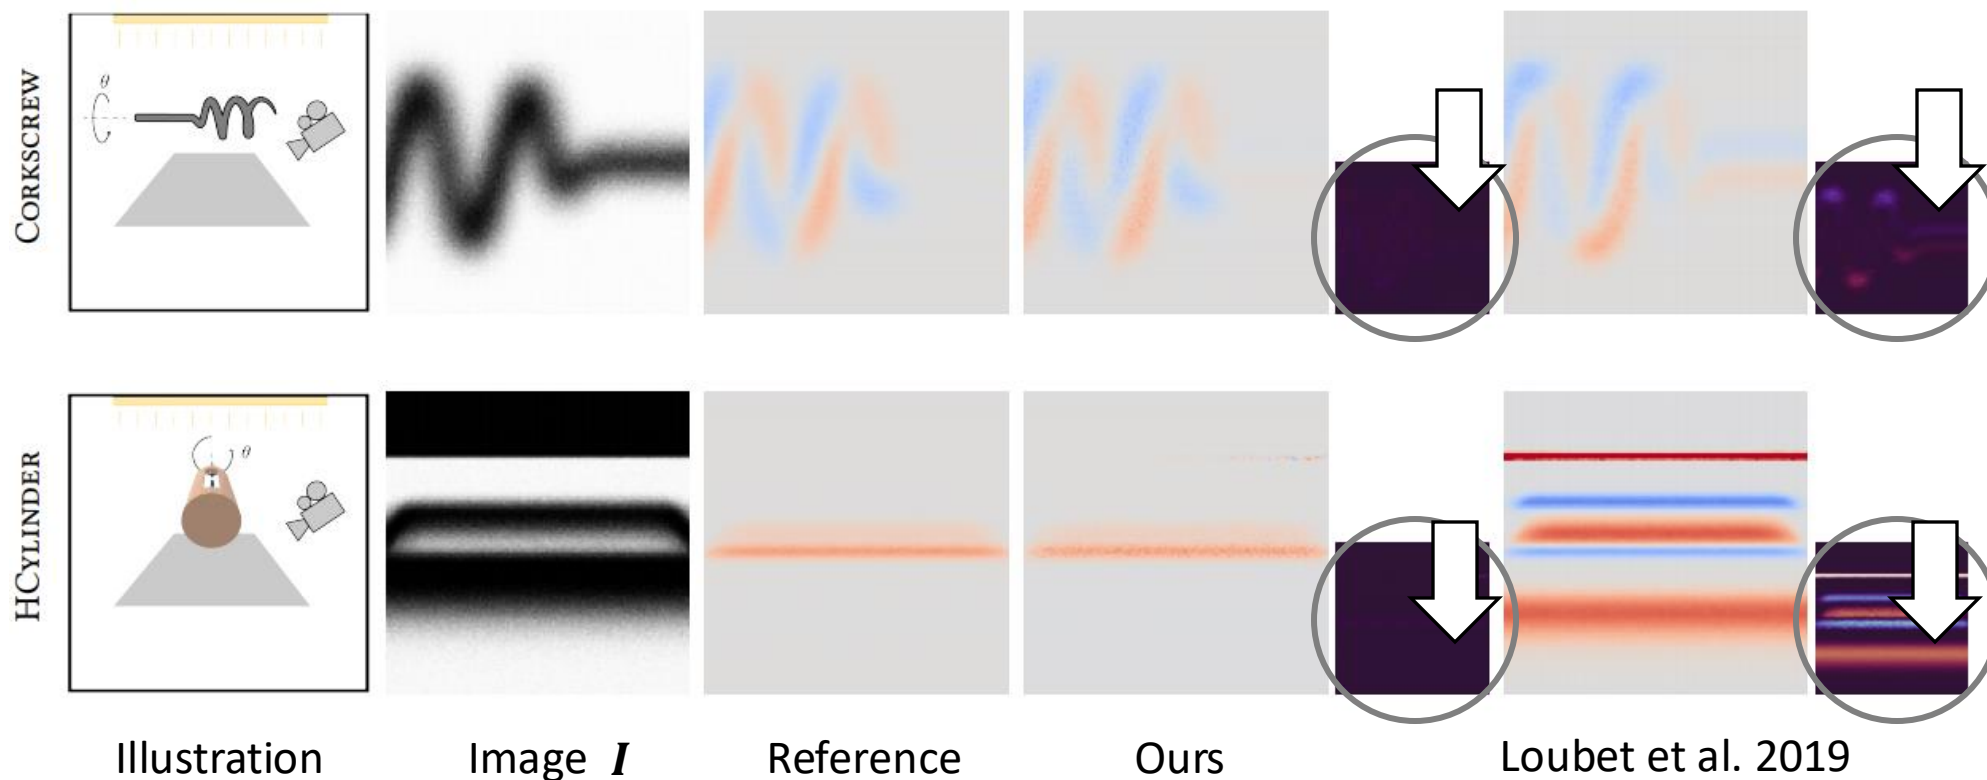 CORKSCREW
θ
HCYLINDER
θ
Illustration
Image I
Reference
Ours
Loubet et al. 2019